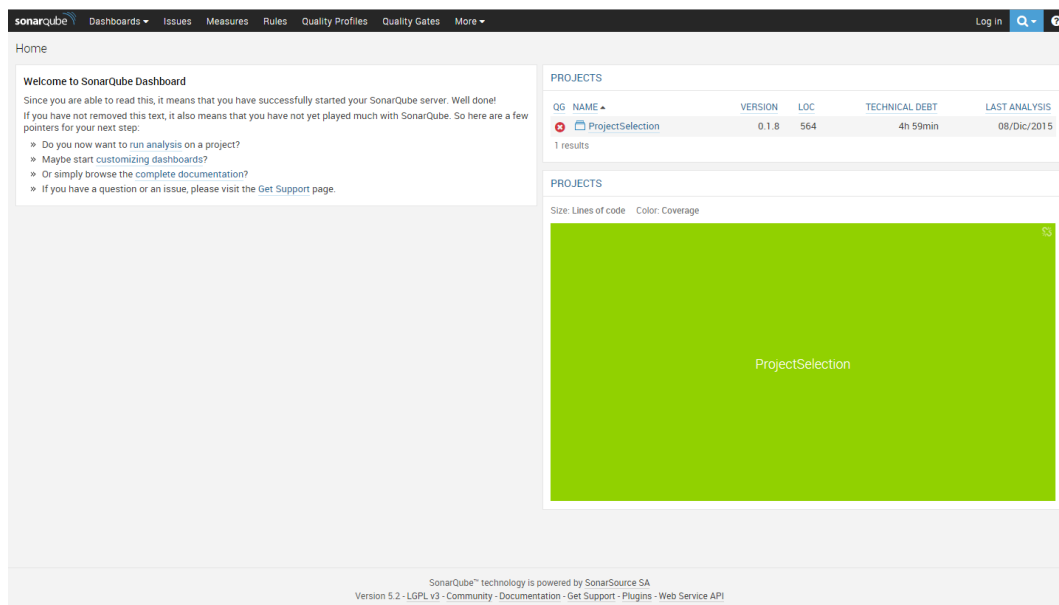 sonarqube Dashboards Issues Measures Rules Quality Profiles Quality Gates More Log in
Home
Welcome to SonarQube Dashboard
Since you are able to read this, it means that you have successfully started your SonarQube server. Well done!
If you have not removed this text, it also means that you have not yet played much with SonarQube. So here are a few
pointers for your next step:
» Do you now want to run analysis on a project?
» Maybe start customizing dashboards?
» Or simply browse the complete documentation?
» If you have a question or an issue, please visit the Get Support page.
PROJECTS
QG NAME VERSION LOC TECHNICAL DEBT LAST ANALYSIS
ProjectSelection 0.1.8 564 4h 59min 08/Dic/2015
1 results
PROJECTS
Size: Lines of code Color: Coverage
ProjectSelection
SonarQube™ technology is powered by SonarSource SA
Version 5.2 - LGPL v3 - Community - Documentation - Get Support - Plugins - Web Service API